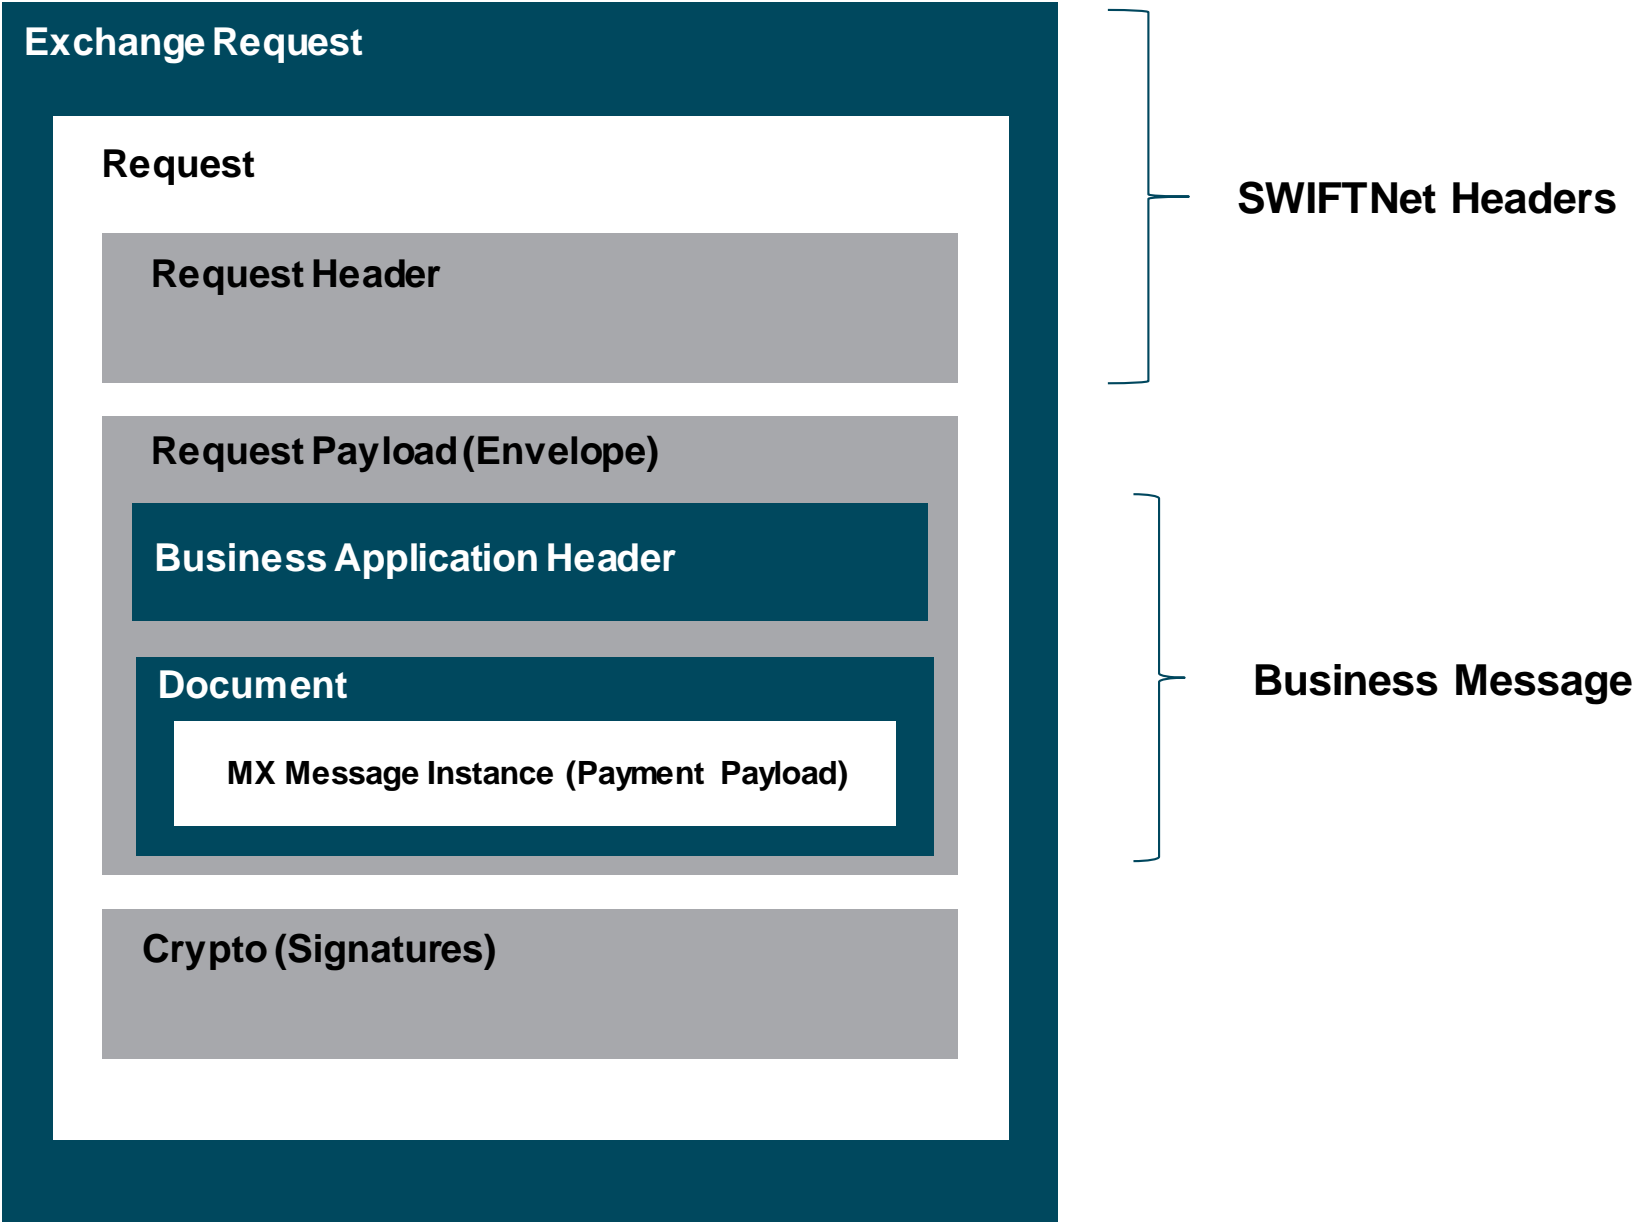 Exchange Request
Request
SWIFTNet Headers
Request Header
Request Payload (Envelope)
Business Application Header
Document
Business Message
MX Message Instance (Payment Payload)
Crypto (Signatures)